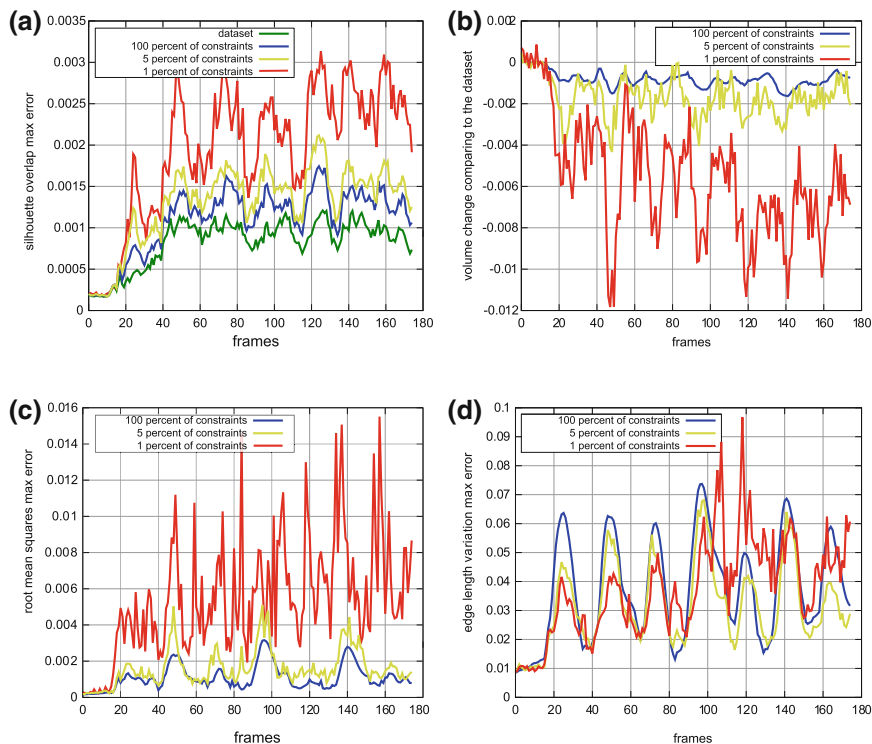 (a)
silhouette overlap max error
0.0035
0.003
0.0025
0.002
0.0015
0.001
0.0005
0
dataset
100 percent of constraints
5 percent of constraints
1 percent of constraints
0 20 40 60 80 100 120 140 160 180
frames
(b)
volume change comparing to the dataset
0.002
0
-0.002
-0.004
-0.006
-0.008
-0.01
-0.012
100 percent of constraints
5 percent of constraints
1 percent of constraints
0 20 40 60 80 100 120 140 160 180
frames
(c)
root mean squares max error
0.016
0.014
0.012
0.01
0.008
0.006
0.004
0.002
0
100 percent of constraints
5 percent of constraints
1 percent of constraints
0 20 40 60 80 100 120 140 160 180
frames
(d)
edge length variation max error
0.1
0.09
0.08
0.07
0.06
0.05
0.04
0.03
0.02
0.01
0
100 percent of constraints
5 percent of constraints
1 percent of constraints
0 20 40 60 80 100 120 140 160 180
frames